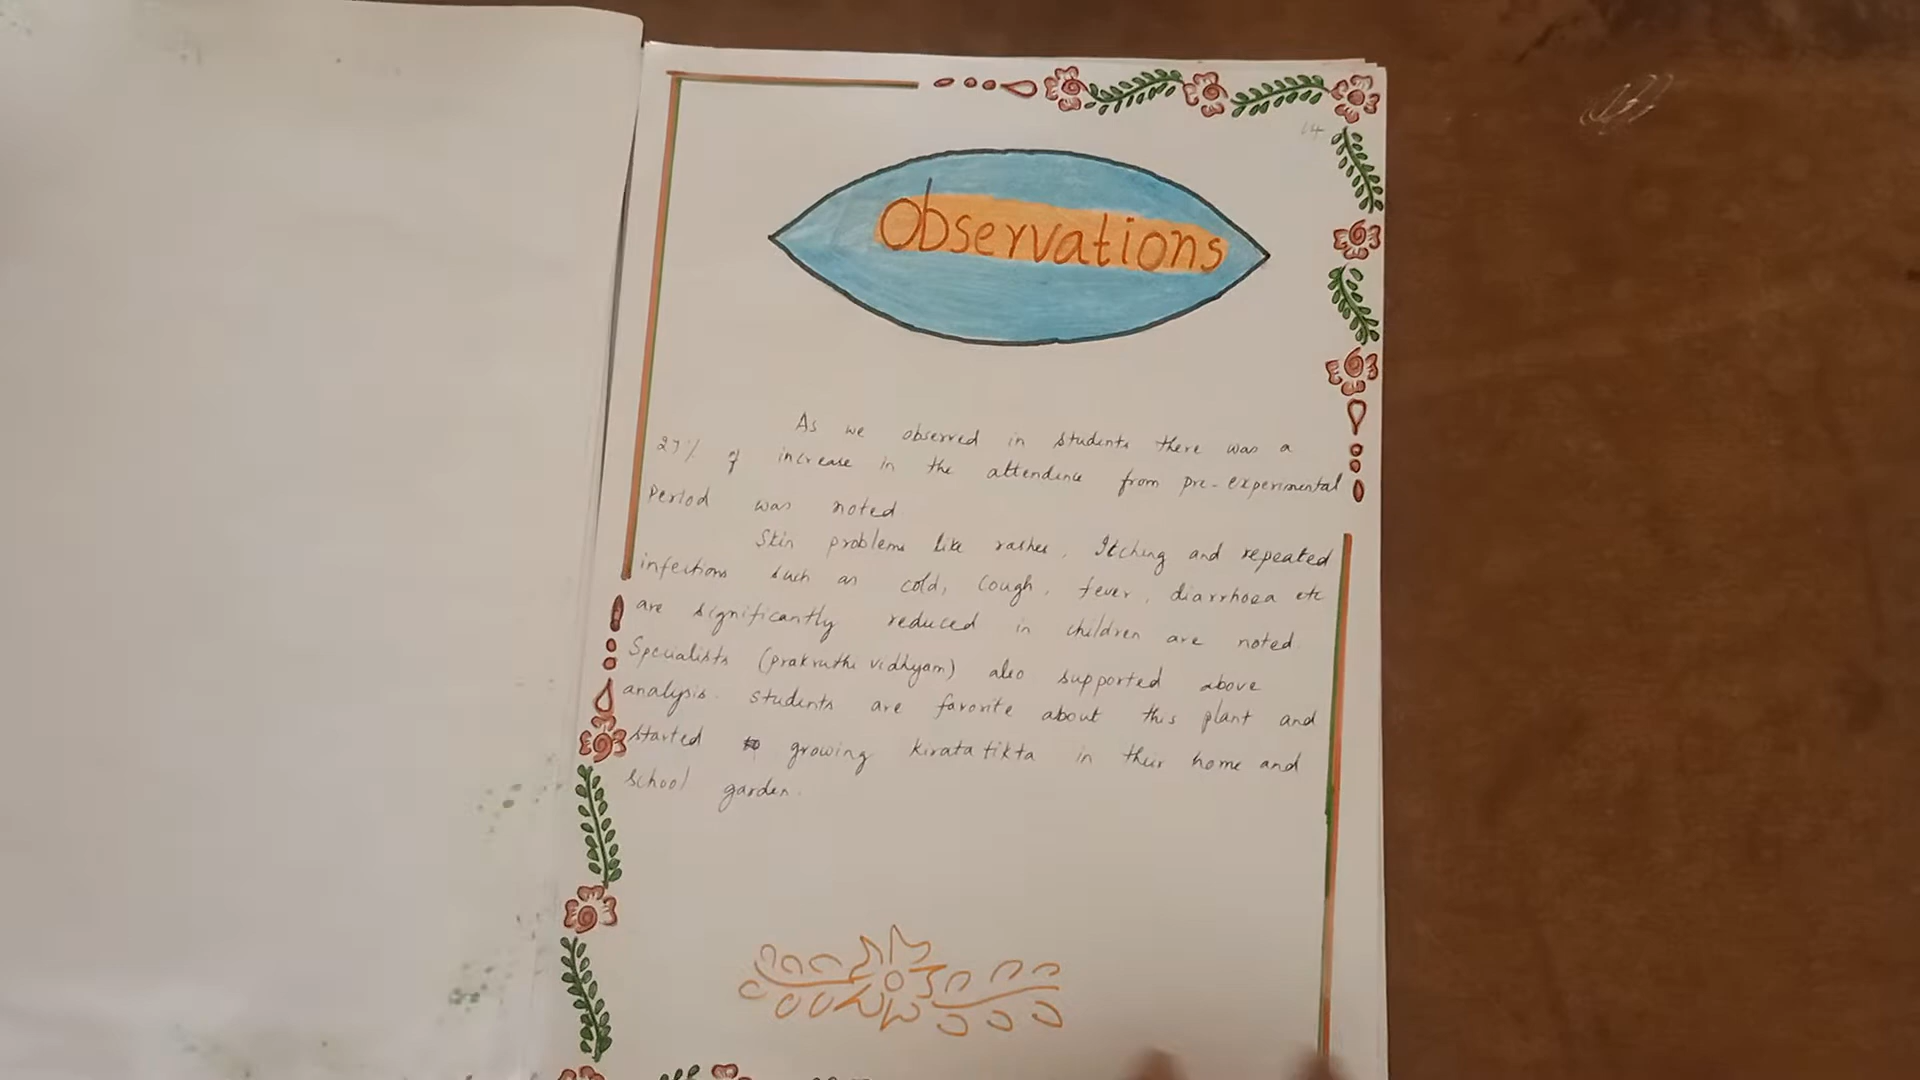 14
Observations
As we observed in students there was a
27% of increase in the attendence from pre-experimental
Period was noted
Skin problems like rashes, Itching and repeated
infections such as cold, Cough, fever, diarrhoea etc
are significantly reduced in children are noted.
Specialists (prakruthi vidhyam) also supported above
analysis. students are favorite about this plant and
started growing kirata tikta in their home and
school garden.